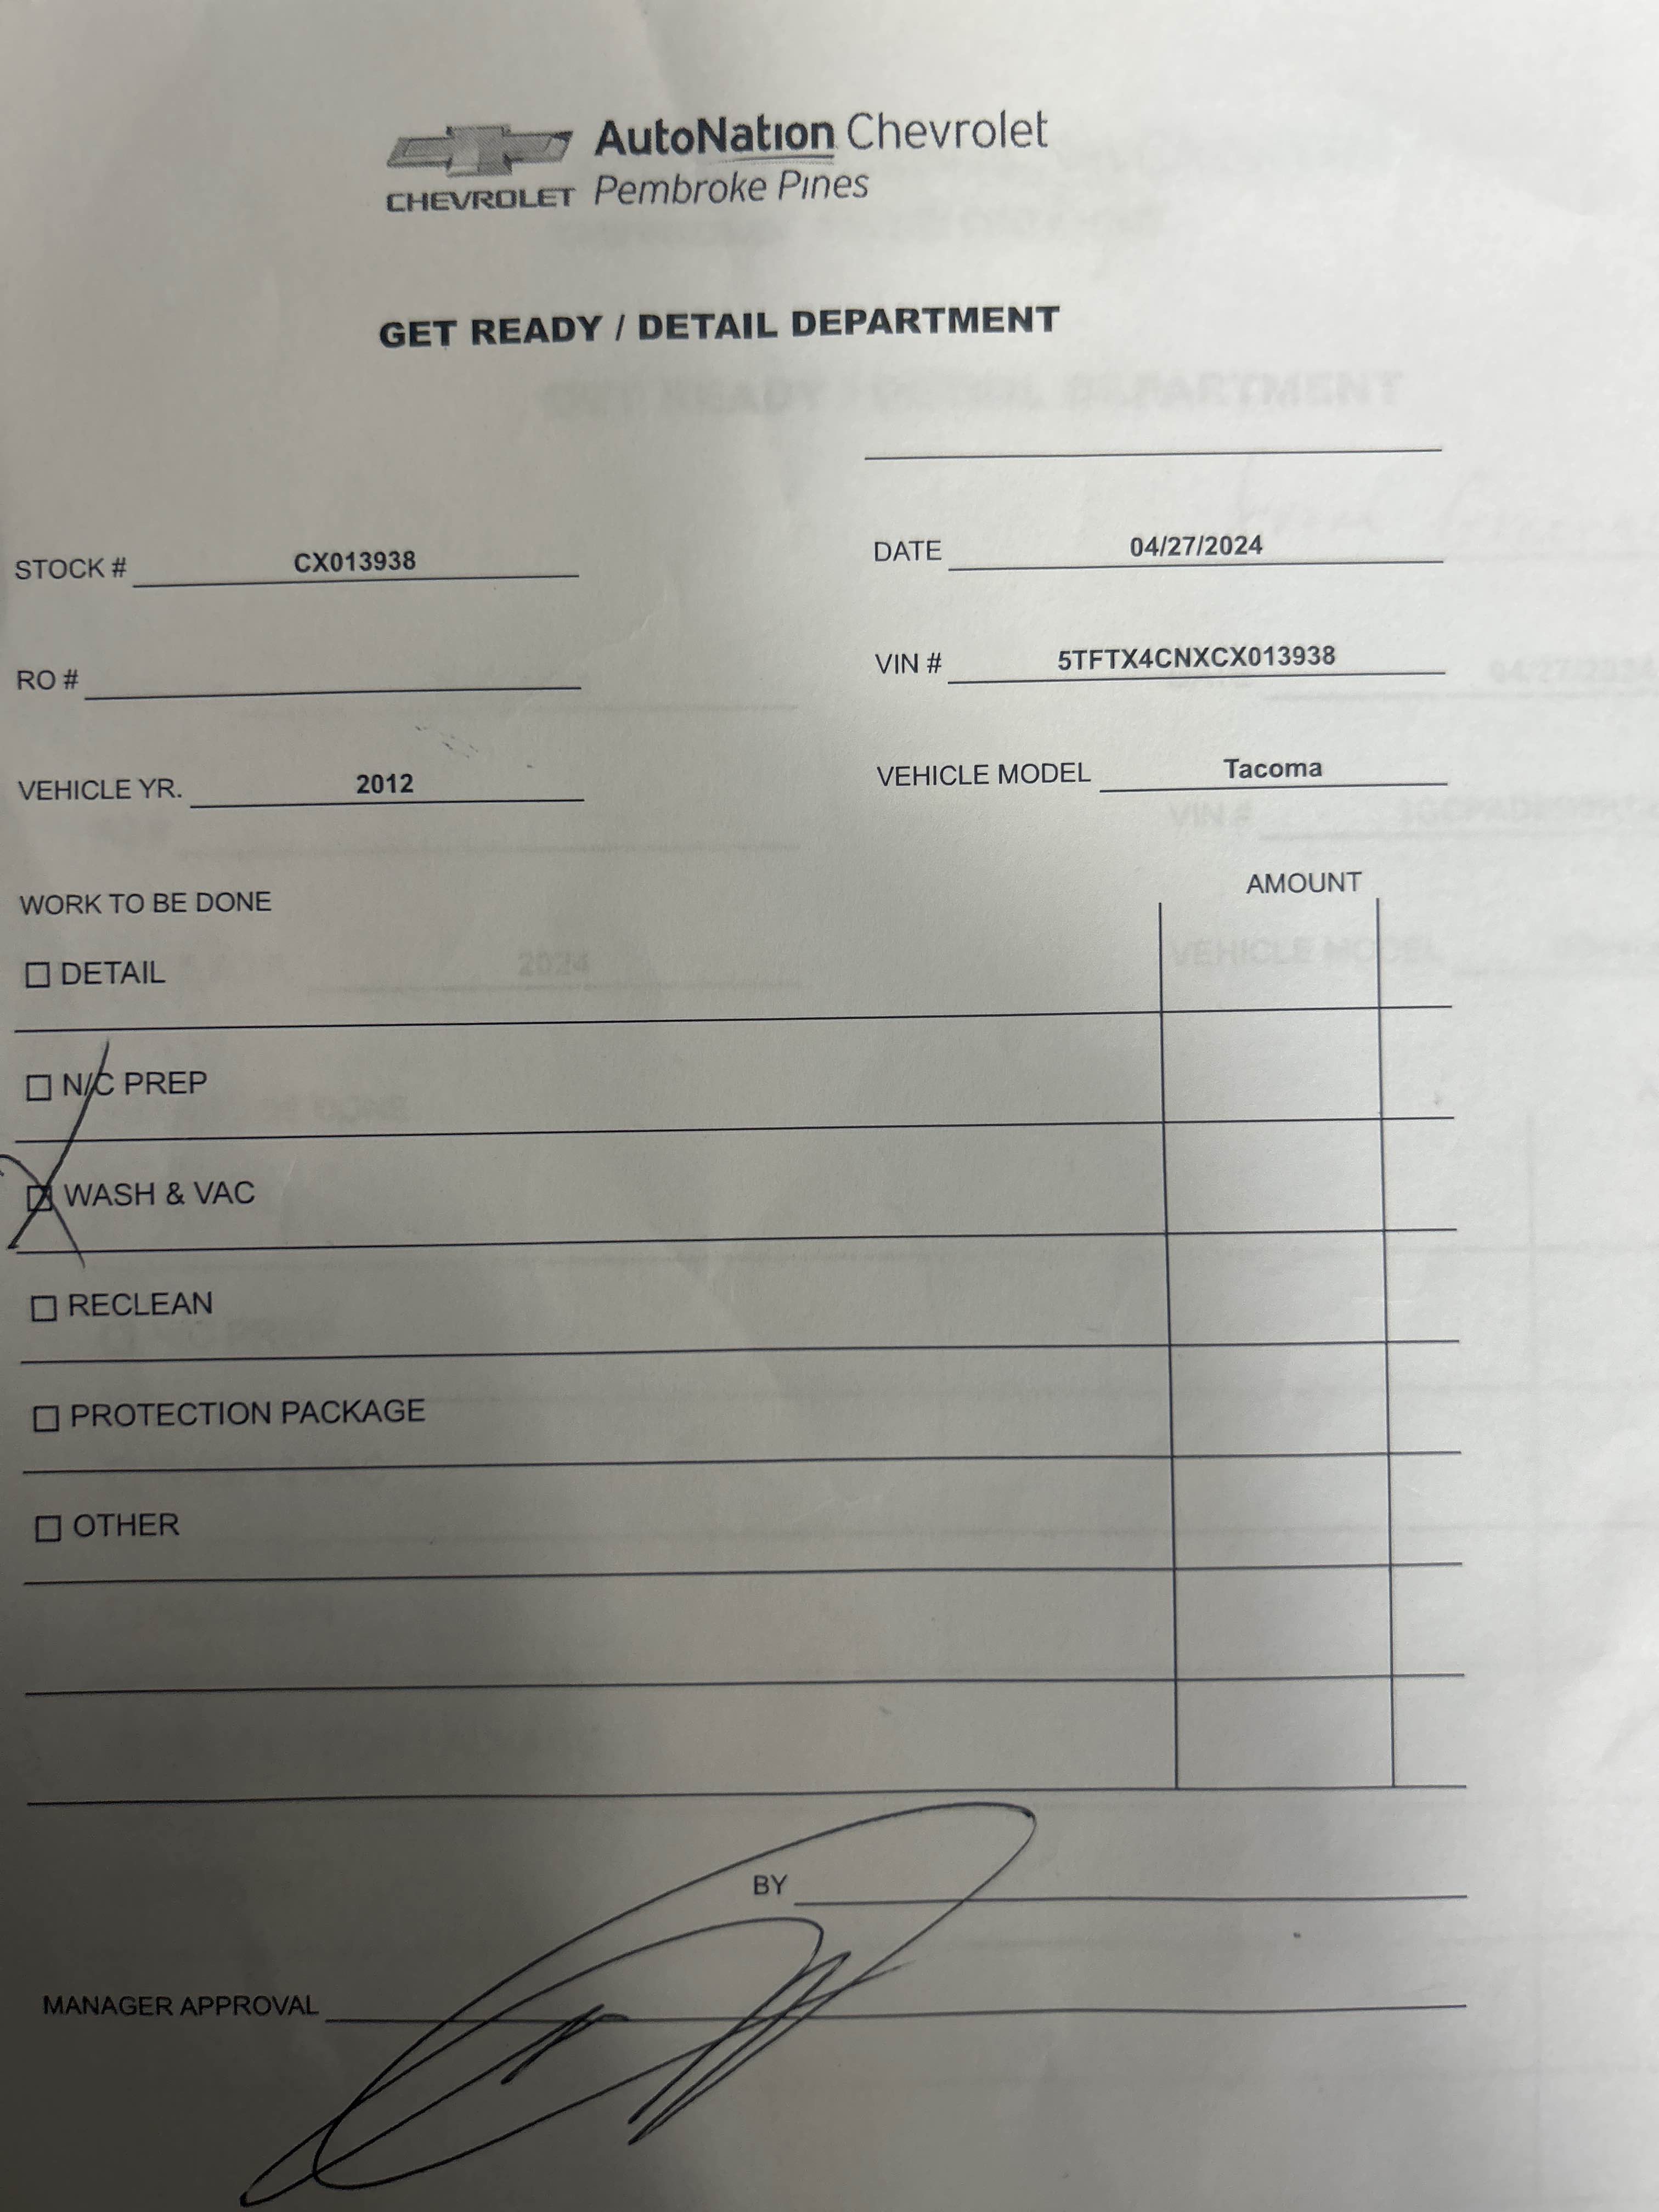 AutoNation Chevrolet
CHEVROLET Pembroke Pines
GET READY / DETAIL DEPARTMENT
STOCK # CX013938 DATE 04/27/2024
RO # VIN # 5TFTX4CNXCX013938
VEHICLE YR. 2012 VEHICLE MODEL Tacoma
WORK TO BE DONE AMOUNT
DETAIL
N/C PREP
WASH & VAC
RECLEAN
PROTECTION PACKAGE
OTHER
BY
MANAGER APPROVAL